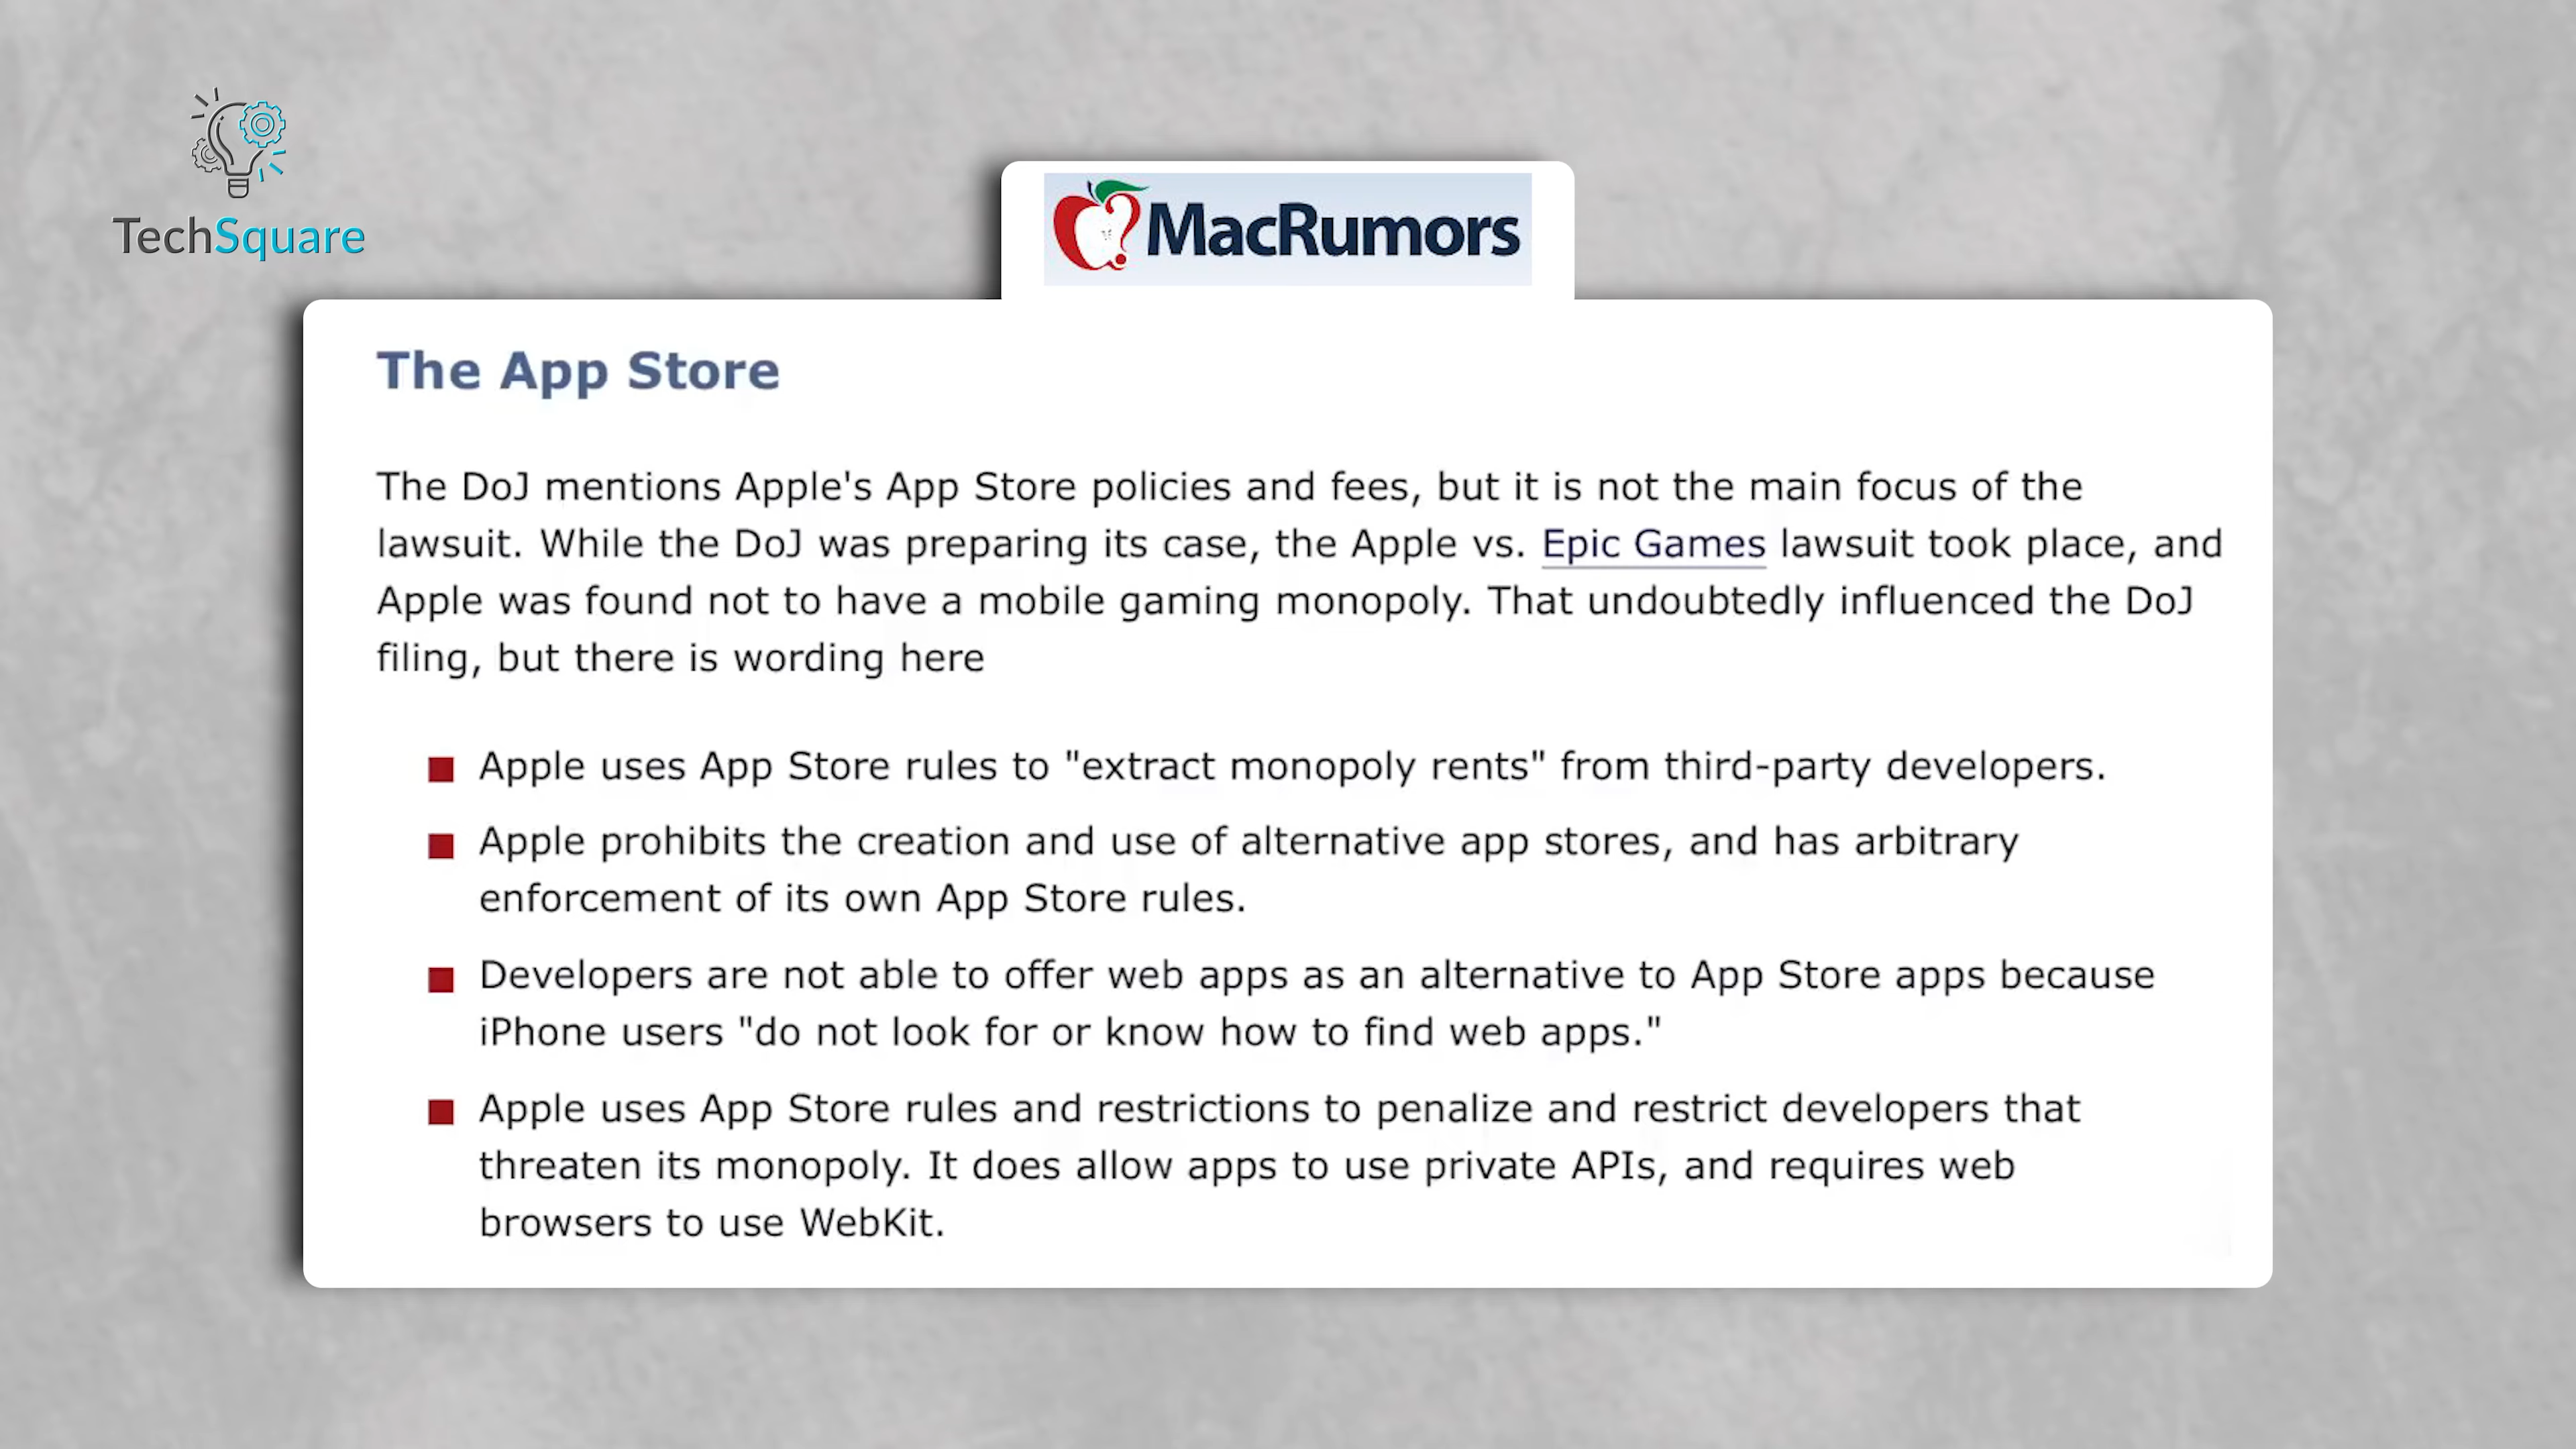 TechSquare
MacRumors
The App Store
The DoJ mentions Apple's App Store policies and fees, but it is not the main focus of the
lawsuit. While the DoJ was preparing its case, the Apple vs. Epic Games lawsuit took place, and
Apple was found not to have a mobile gaming monopoly. That undoubtedly influenced the DoJ
filing, but there is wording here
Apple uses App Store rules to "extract monopoly rents" from third-party developers.
Apple prohibits the creation and use of alternative app stores, and has arbitrary
enforcement of its own App Store rules.
Developers are not able to offer web apps as an alternative to App Store apps because
iPhone users "do not look for or know how to find web apps."
Apple uses App Store rules and restrictions to penalize and restrict developers that
threaten its monopoly. It does allow apps to use private APIs, and requires web
browsers to use WebKit.